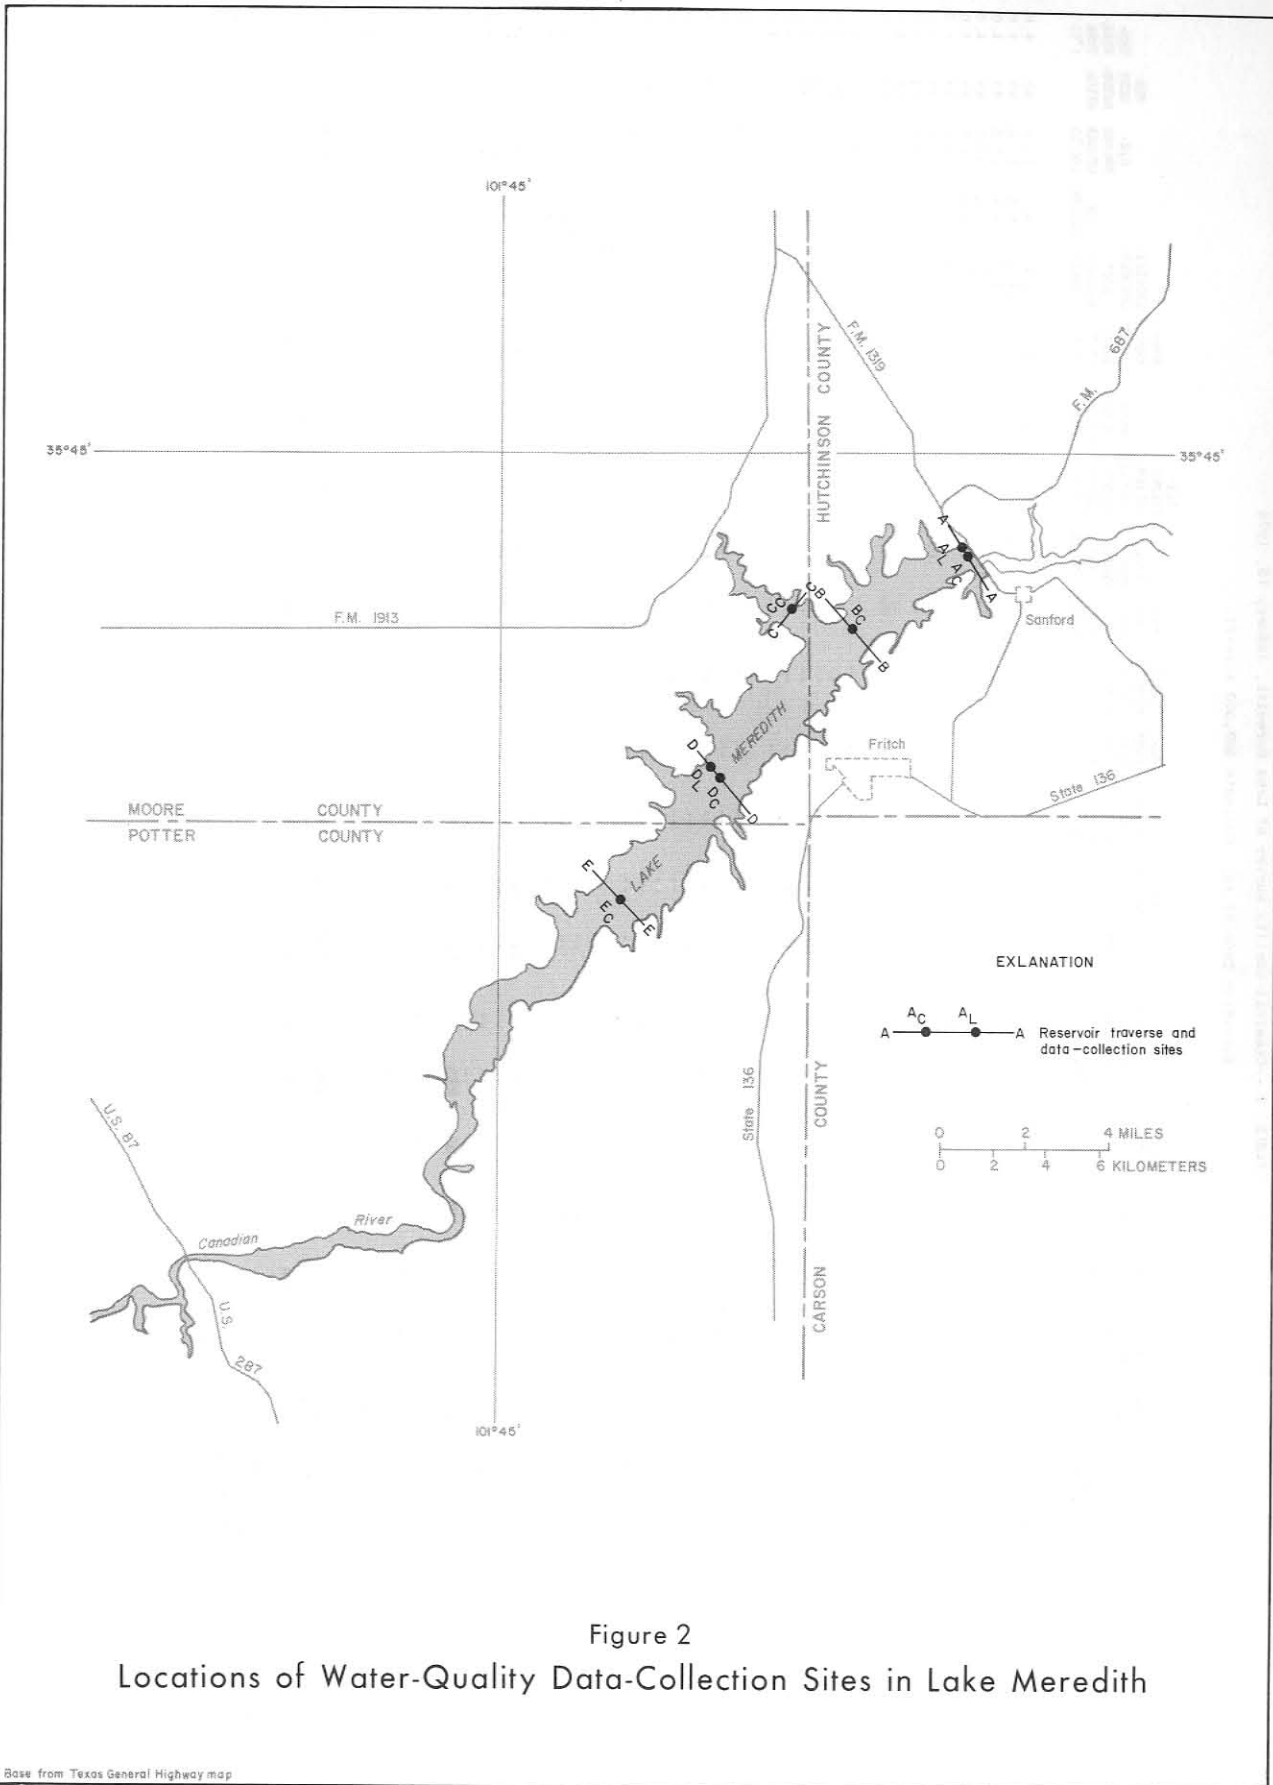 101°45'
HUTCHINSON COUNTY
F.M. 1319
F.M. 687
35°45'
35°45'
A
AL
AC
A
CC
C
C
B
BC
B
F.M. 1913
Sanford
MEREDITH
D
DL
DC
D
Fritch
State 136
MOORE COUNTY
POTTER COUNTY
E
LAKE
EC
E
EXLANATION
AC AL
A A Reservoir traverse and
data-collection sites
State 136
CARSON COUNTY
0 2 4 MILES
0 2 4 6 KILOMETERS
U.S. 87
Canadian River
U.S. 287
101°45'
Figure 2
Locations of Water-Quality Data-Collection Sites in Lake Meredith
Base from Texas General Highway map